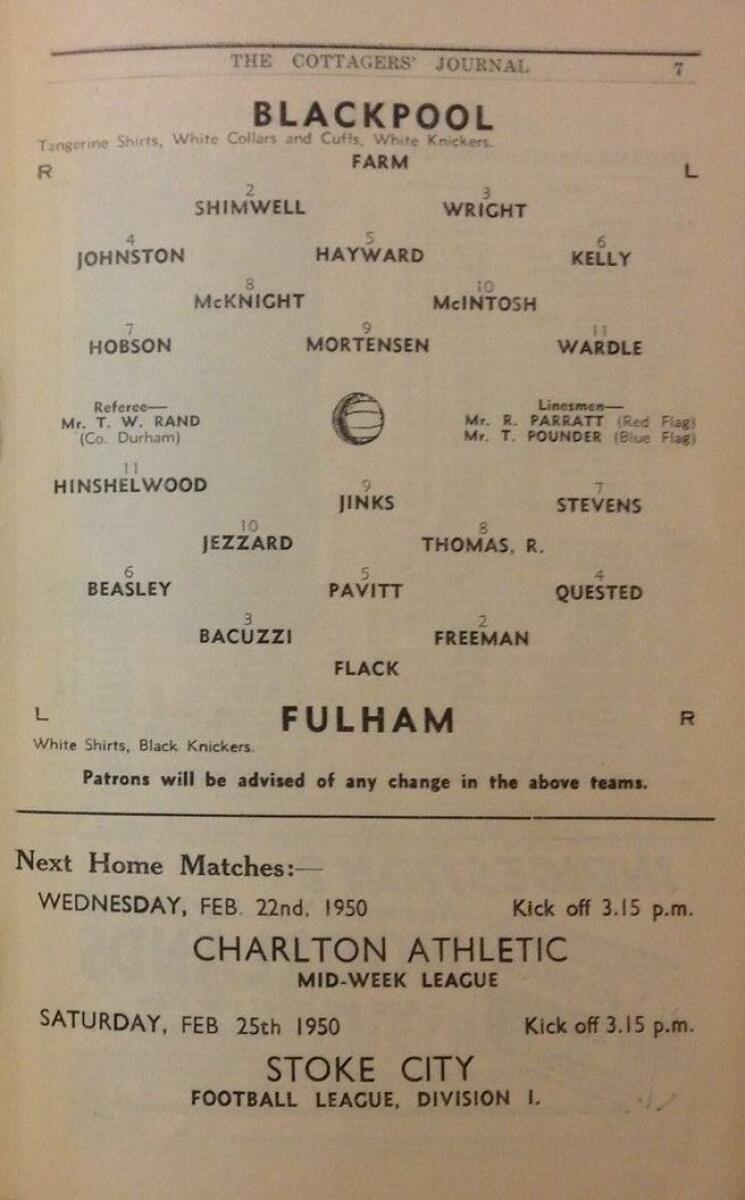 THE COTTAGERS' JOURNAL 7
BLACKPOOL
Tangerine Shirts, White Collars and Cuffs, White Knickers.
R FARM L
2 3
SHIMWELL WRIGHT
4 5 6
JOHNSTON HAYWARD KELLY
8 10
McKNIGHT McINTOSH
7 9 11
HOBSON MORTENSEN WARDLE
Referee— Linesmen—
Mr. T. W. RAND Mr. R. PARRATT (Red Flag)
(Co. Durham) Mr. T. POUNDER (Blue Flag)
11 9 7
HINSHELWOOD JINKS STEVENS
10 8
JEZZARD THOMAS, R.
6 5 4
BEASLEY PAVITT QUESTED
3 2
BACUZZI FREEMAN
FLACK
L FULHAM R
White Shirts, Black Knickers.
Patrons will be advised of any change in the above teams.
Next Home Matches:—
WEDNESDAY, FEB. 22nd, 1950 Kick off 3.15 p.m.
CHARLTON ATHLETIC
MID-WEEK LEAGUE
SATURDAY, FEB 25th 1950 Kick off 3.15 p.m.
STOKE CITY
FOOTBALL LEAGUE, DIVISION I.